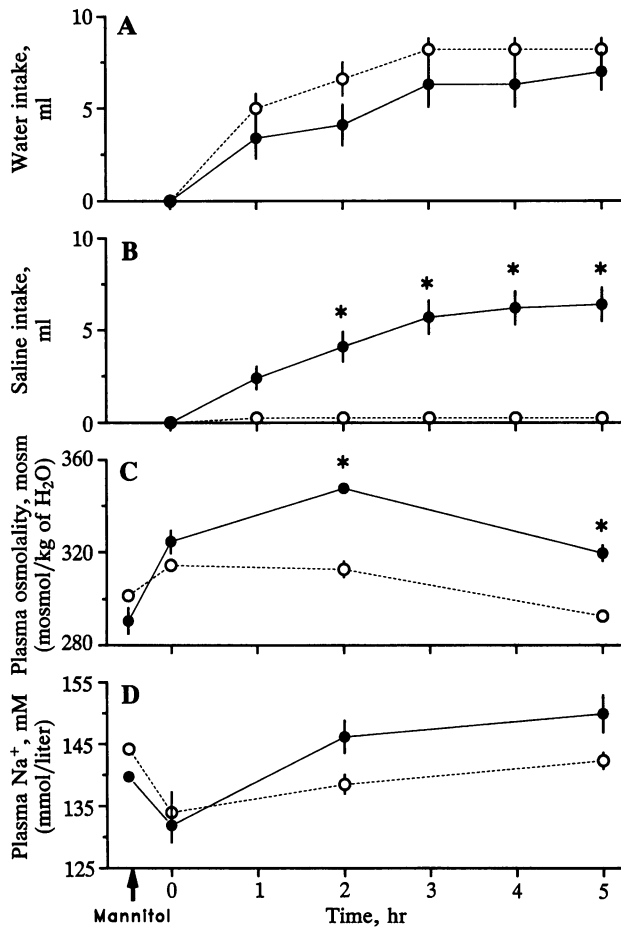 A
Water intake,
ml
10
5
0
B
Saline intake,
ml
10
5
0
*
*
*
*
C
Plasma osmolality, mosm
(mosmol/kg of H₂O)
360
320
280
*
*
D
Plasma Na⁺, mM
(mmol/liter)
155
145
135
125
0
1
2
3
4
5
Mannitol
Time, hr